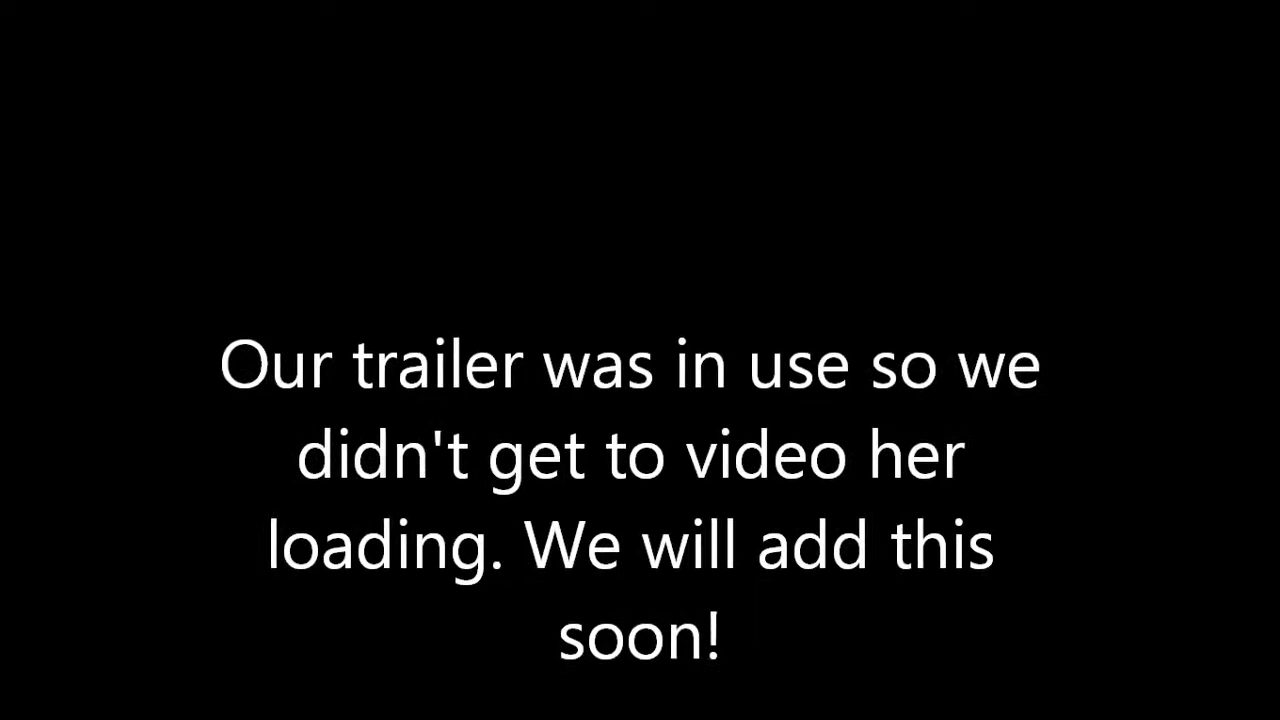 Our trailer was in use so we
didn't get to video her
loading. We will add this
soon!